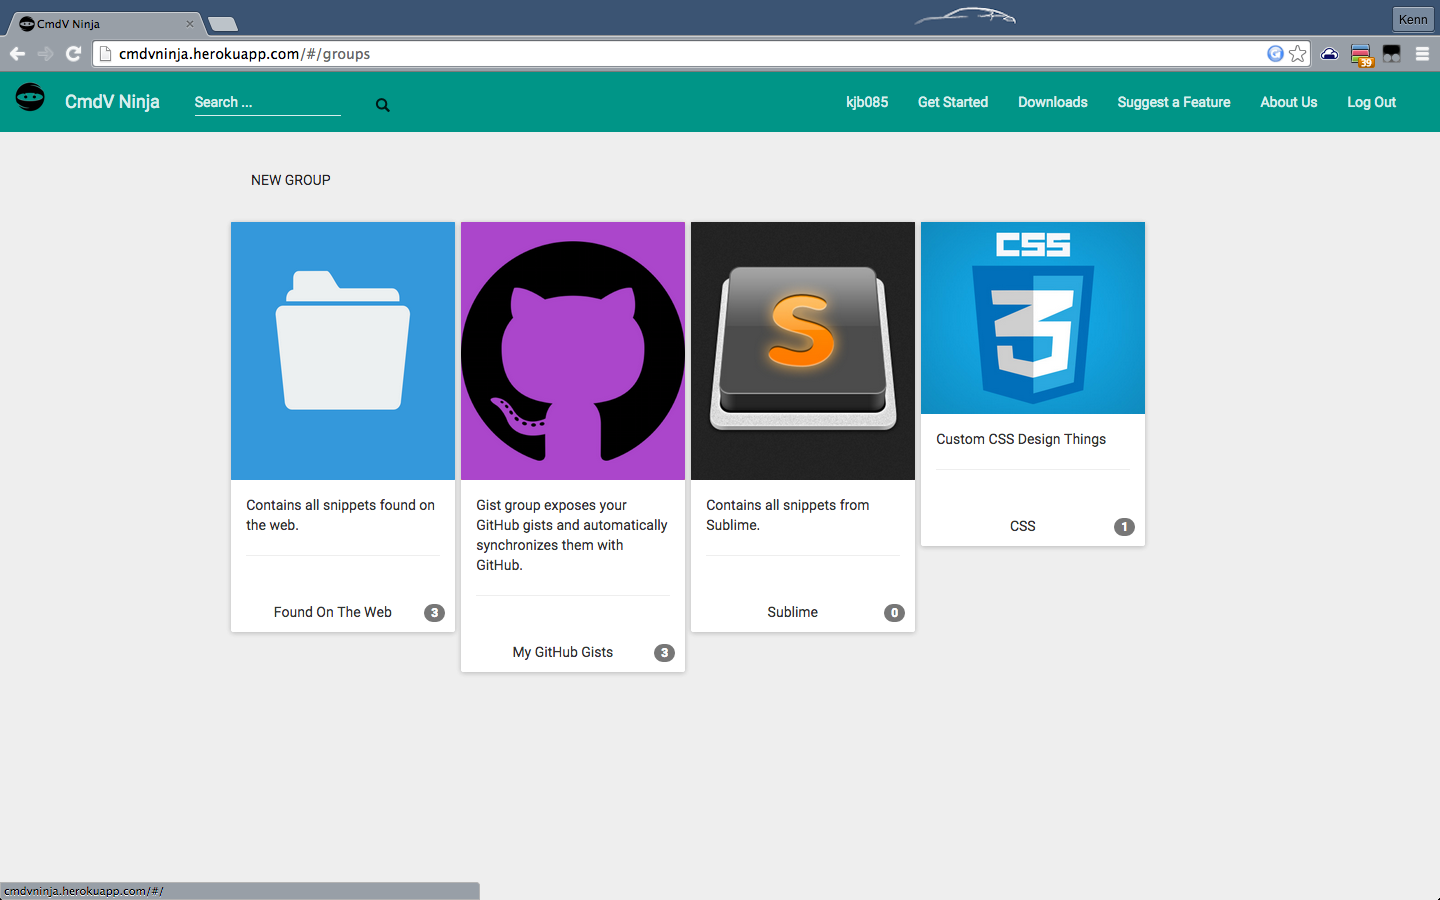 CmdV Ninja
Kenn
cmdvninja.herokuapp.com/#/groups
39
CmdV Ninja
Search ...
kjb085
Get Started
Downloads
Suggest a Feature
About Us
Log Out
NEW GROUP
Contains all snippets found on
the web.
Found On The Web
3
Gist group exposes your
GitHub gists and automatically
synchronizes them with
GitHub.
My GitHub Gists
3
S
Contains all snippets from
Sublime.
Sublime
0
CSS
3
Custom CSS Design Things
CSS
1
cmdvninja.herokuapp.com/#/